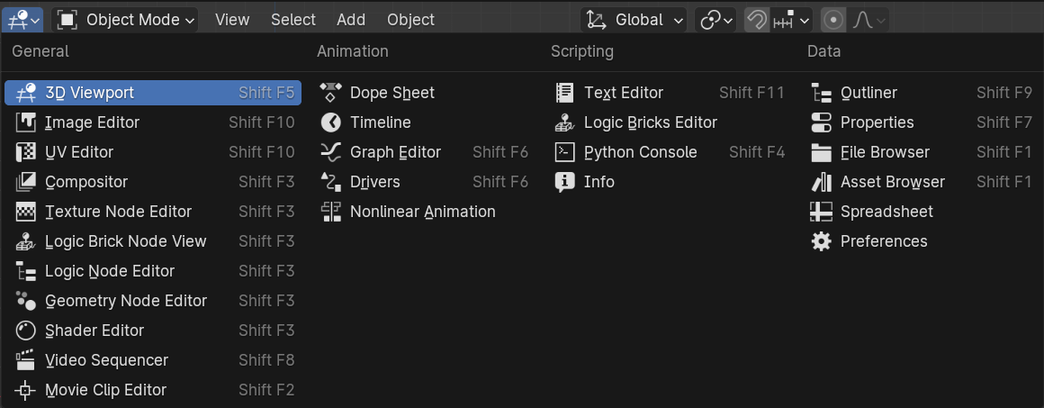 Object Mode View Select Add Object Global
General
3D Viewport Shift F5
Image Editor Shift F10
UV Editor Shift F10
Compositor Shift F3
Texture Node Editor Shift F3
Logic Brick Node View Shift F3
Logic Node Editor Shift F3
Geometry Node Editor Shift F3
Shader Editor Shift F3
Video Sequencer Shift F8
Movie Clip Editor Shift F2
Animation
Dope Sheet
Timeline
Graph Editor Shift F6
Drivers Shift F6
Nonlinear Animation
Scripting
Text Editor Shift F11
Logic Bricks Editor
Python Console Shift F4
Info
Data
Outliner Shift F9
Properties Shift F7
File Browser Shift F1
Asset Browser Shift F1
Spreadsheet
Preferences